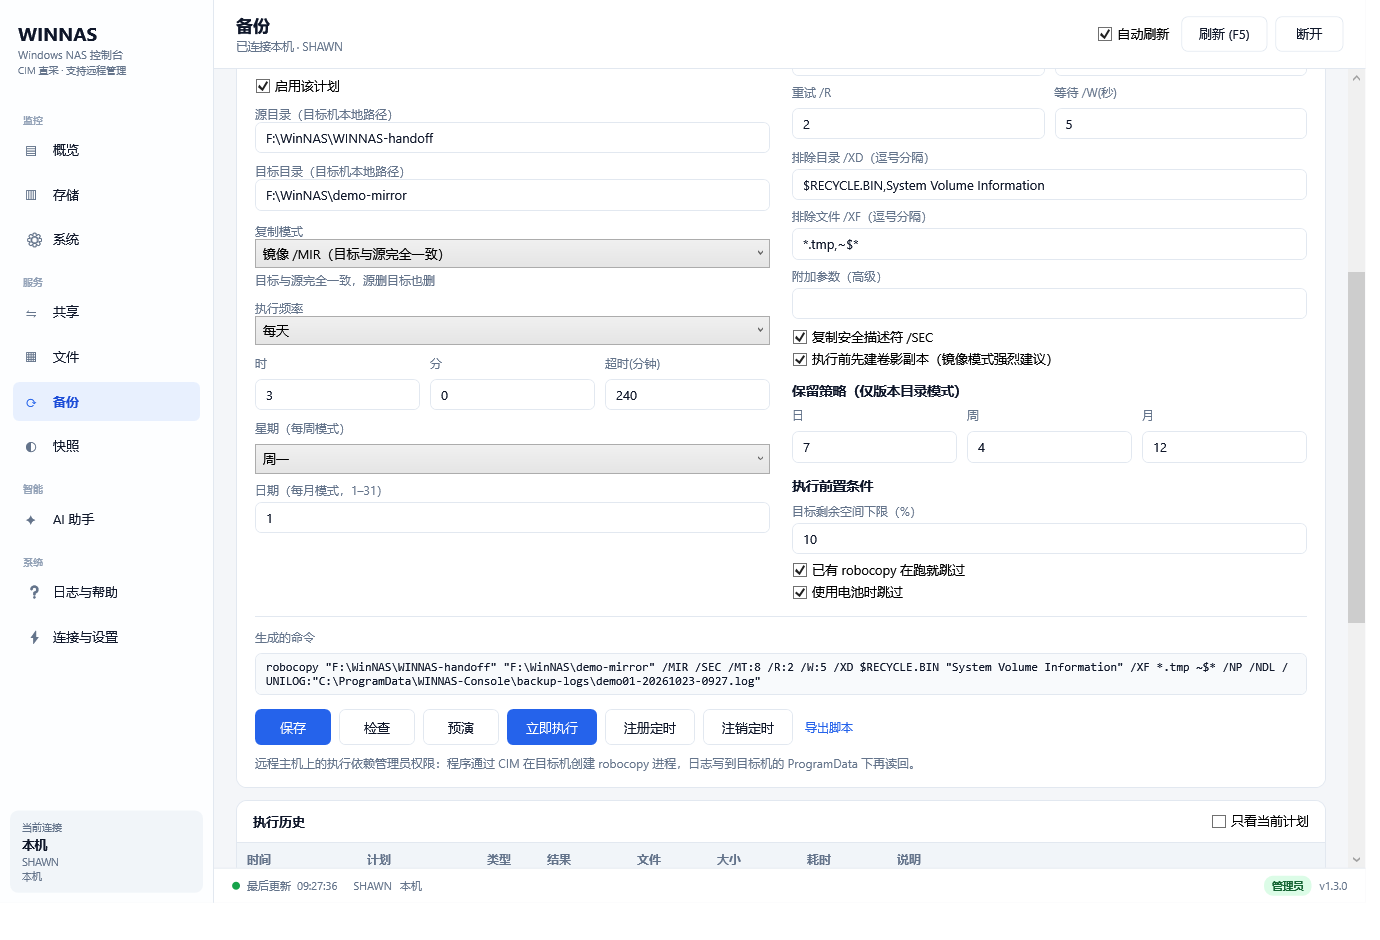 WINNAS
Windows NAS 控制台
CIM 直采 · 支持远程管理
监控
概览
存储
系统
服务
共享
文件
备份
快照
智能
AI 助手
系统
日志与帮助
连接与设置
当前连接
本机
SHAWN
本机
备份
已连接本机 · SHAWN
自动刷新
刷新 (F5)
断开
启用该计划
源目录（目标机本地路径）
F:\WinNAS\WINNAS-handoff
目标目录（目标机本地路径）
F:\WinNAS\demo-mirror
复制模式
镜像 /MIR（目标与源完全一致）
目标与源完全一致，源删目标也删
执行频率
每天
时 分 超时(分钟)
3 0 240
星期（每周模式）
周一
日期（每月模式，1–31）
1
重试 /R 等待 /W(秒)
2 5
排除目录 /XD（逗号分隔）
$RECYCLE.BIN,System Volume Information
排除文件 /XF（逗号分隔）
*.tmp,~$*
附加参数（高级）
复制安全描述符 /SEC
执行前先建卷影副本（镜像模式强烈建议）
保留策略（仅版本目录模式）
日 周 月
7 4 12
执行前置条件
目标剩余空间下限（%）
10
已有 robocopy 在跑就跳过
使用电池时跳过
生成的命令
robocopy "F:\WinNAS\WINNAS-handoff" "F:\WinNAS\demo-mirror" /MIR /SEC /MT:8 /R:2 /W:5 /XD $RECYCLE.BIN "System Volume Information" /XF *.tmp ~$* /NP /NDL /
UNILOG:"C:\ProgramData\WINNAS-Console\backup-logs\demo01-20261023-0927.log"
保存 检查 预演 立即执行 注册定时 注销定时 导出脚本
远程主机上的执行依赖管理员权限：程序通过 CIM 在目标机创建 robocopy 进程，日志写到目标机的 ProgramData 下再读回。
执行历史
只看当前计划
时间 计划 类型 结果 文件 大小 耗时 说明
最后更新 09:27:36 SHAWN 本机
管理员 v1.3.0